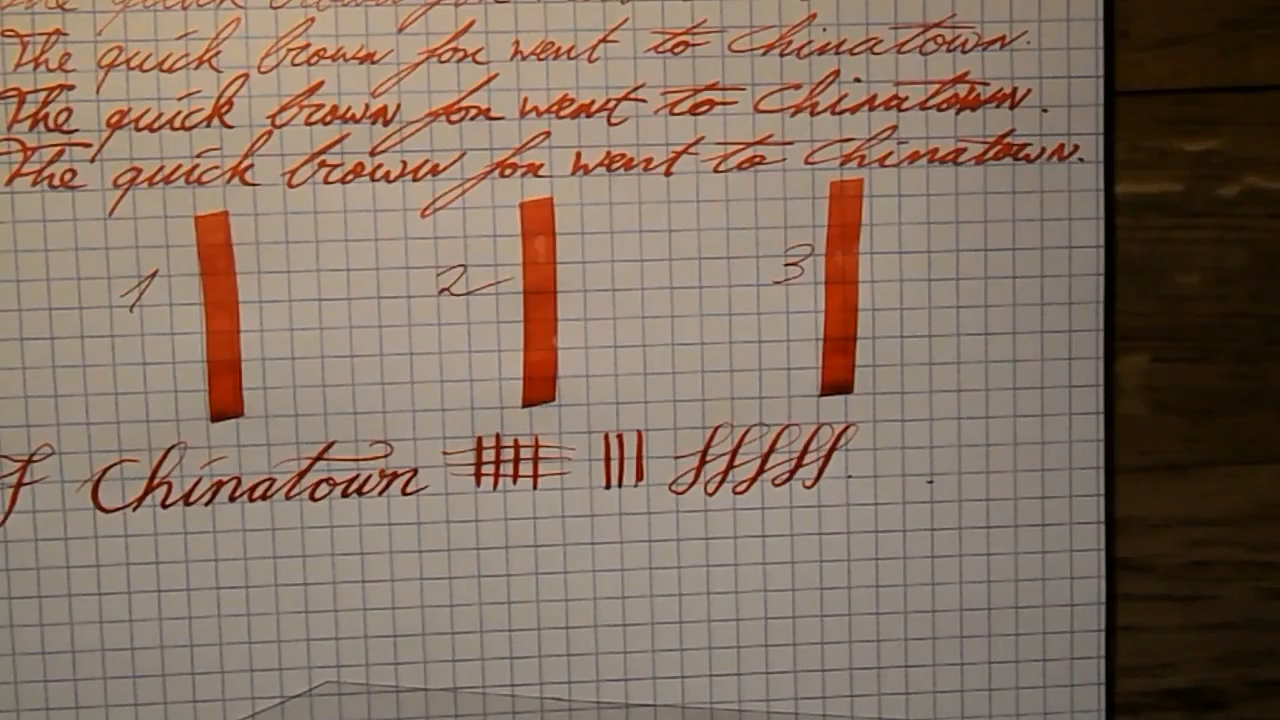 The quick brown fox went to Chinatown.
The quick brown fox went to Chinatown.
The quick brown fox went to Chinatown.
1 2 3
of Chinatown